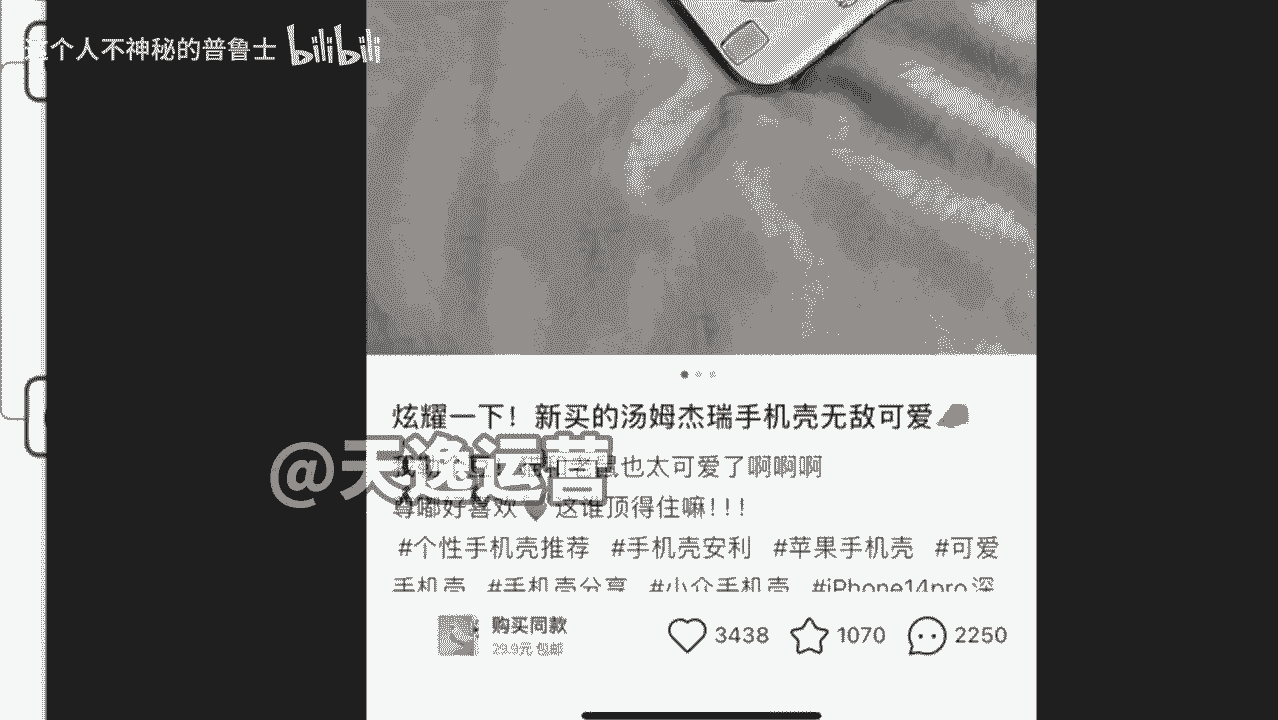 个人不神秘的普鲁士 bilibili
炫耀一下！新买的汤姆杰瑞手机壳无敌可爱
@天逸运营
鼠也太可爱了啊啊啊
尊嘟好喜欢 这谁顶得住嘛!!!
#个性手机壳推荐 #手机壳安利 #苹果手机壳 #可爱
手机壳 #手机壳分享 #小众手机壳 #iPhone14pro深
购买同款
29.9元 包邮
3438 1070 2250